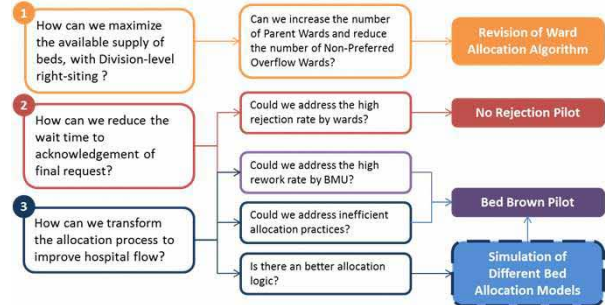 1
How can we maximize
the available supply of
beds, with Division-level
right-siting ?
Can we increase the number
of Parent Wards and reduce
the number of Non-Preferred
Overflow Wards?
Revision of Ward
Allocation Algorithm
2
How can we reduce the
wait time to
acknowledgement of
final request?
Could we address the high
rejection rate by wards?
No Rejection Pilot
Could we address the high
rework rate by BMU?
3
How can we transform
the allocation process to
improve hospital flow?
Could we address inefficient
allocation practices?
Bed Brown Pilot
Is there an better allocation
logic?
Simulation of
Different Bed
Allocation Models